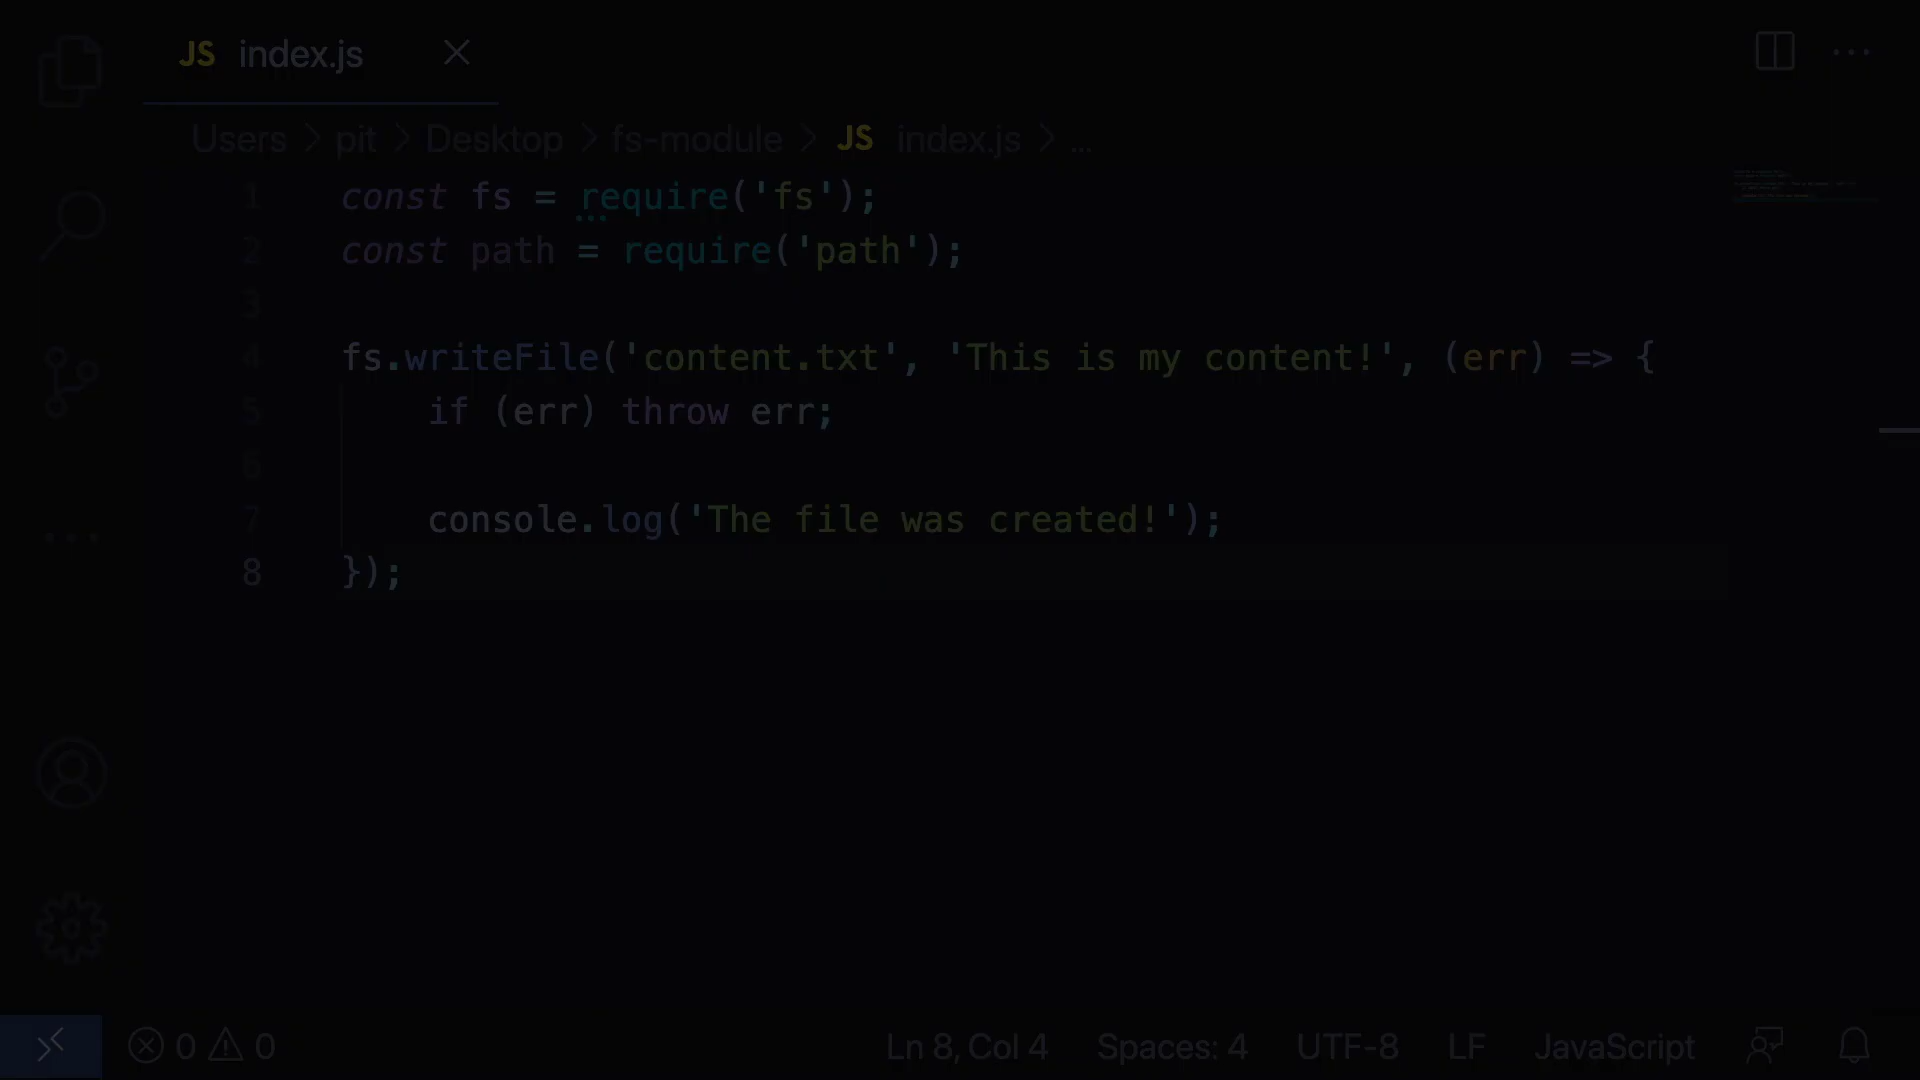 JS index.js
Users > pit > Desktop > fs-module > JS index.js > ...
1 const fs = require('fs');
2 const path = require('path');
3
4 fs.writeFile('content.txt', 'This is my content!', (err) => {
5 if (err) throw err;
6
7 console.log('The file was created!');
8 });
0 0 Ln 8, Col 4 Spaces: 4 UTF-8 LF JavaScript